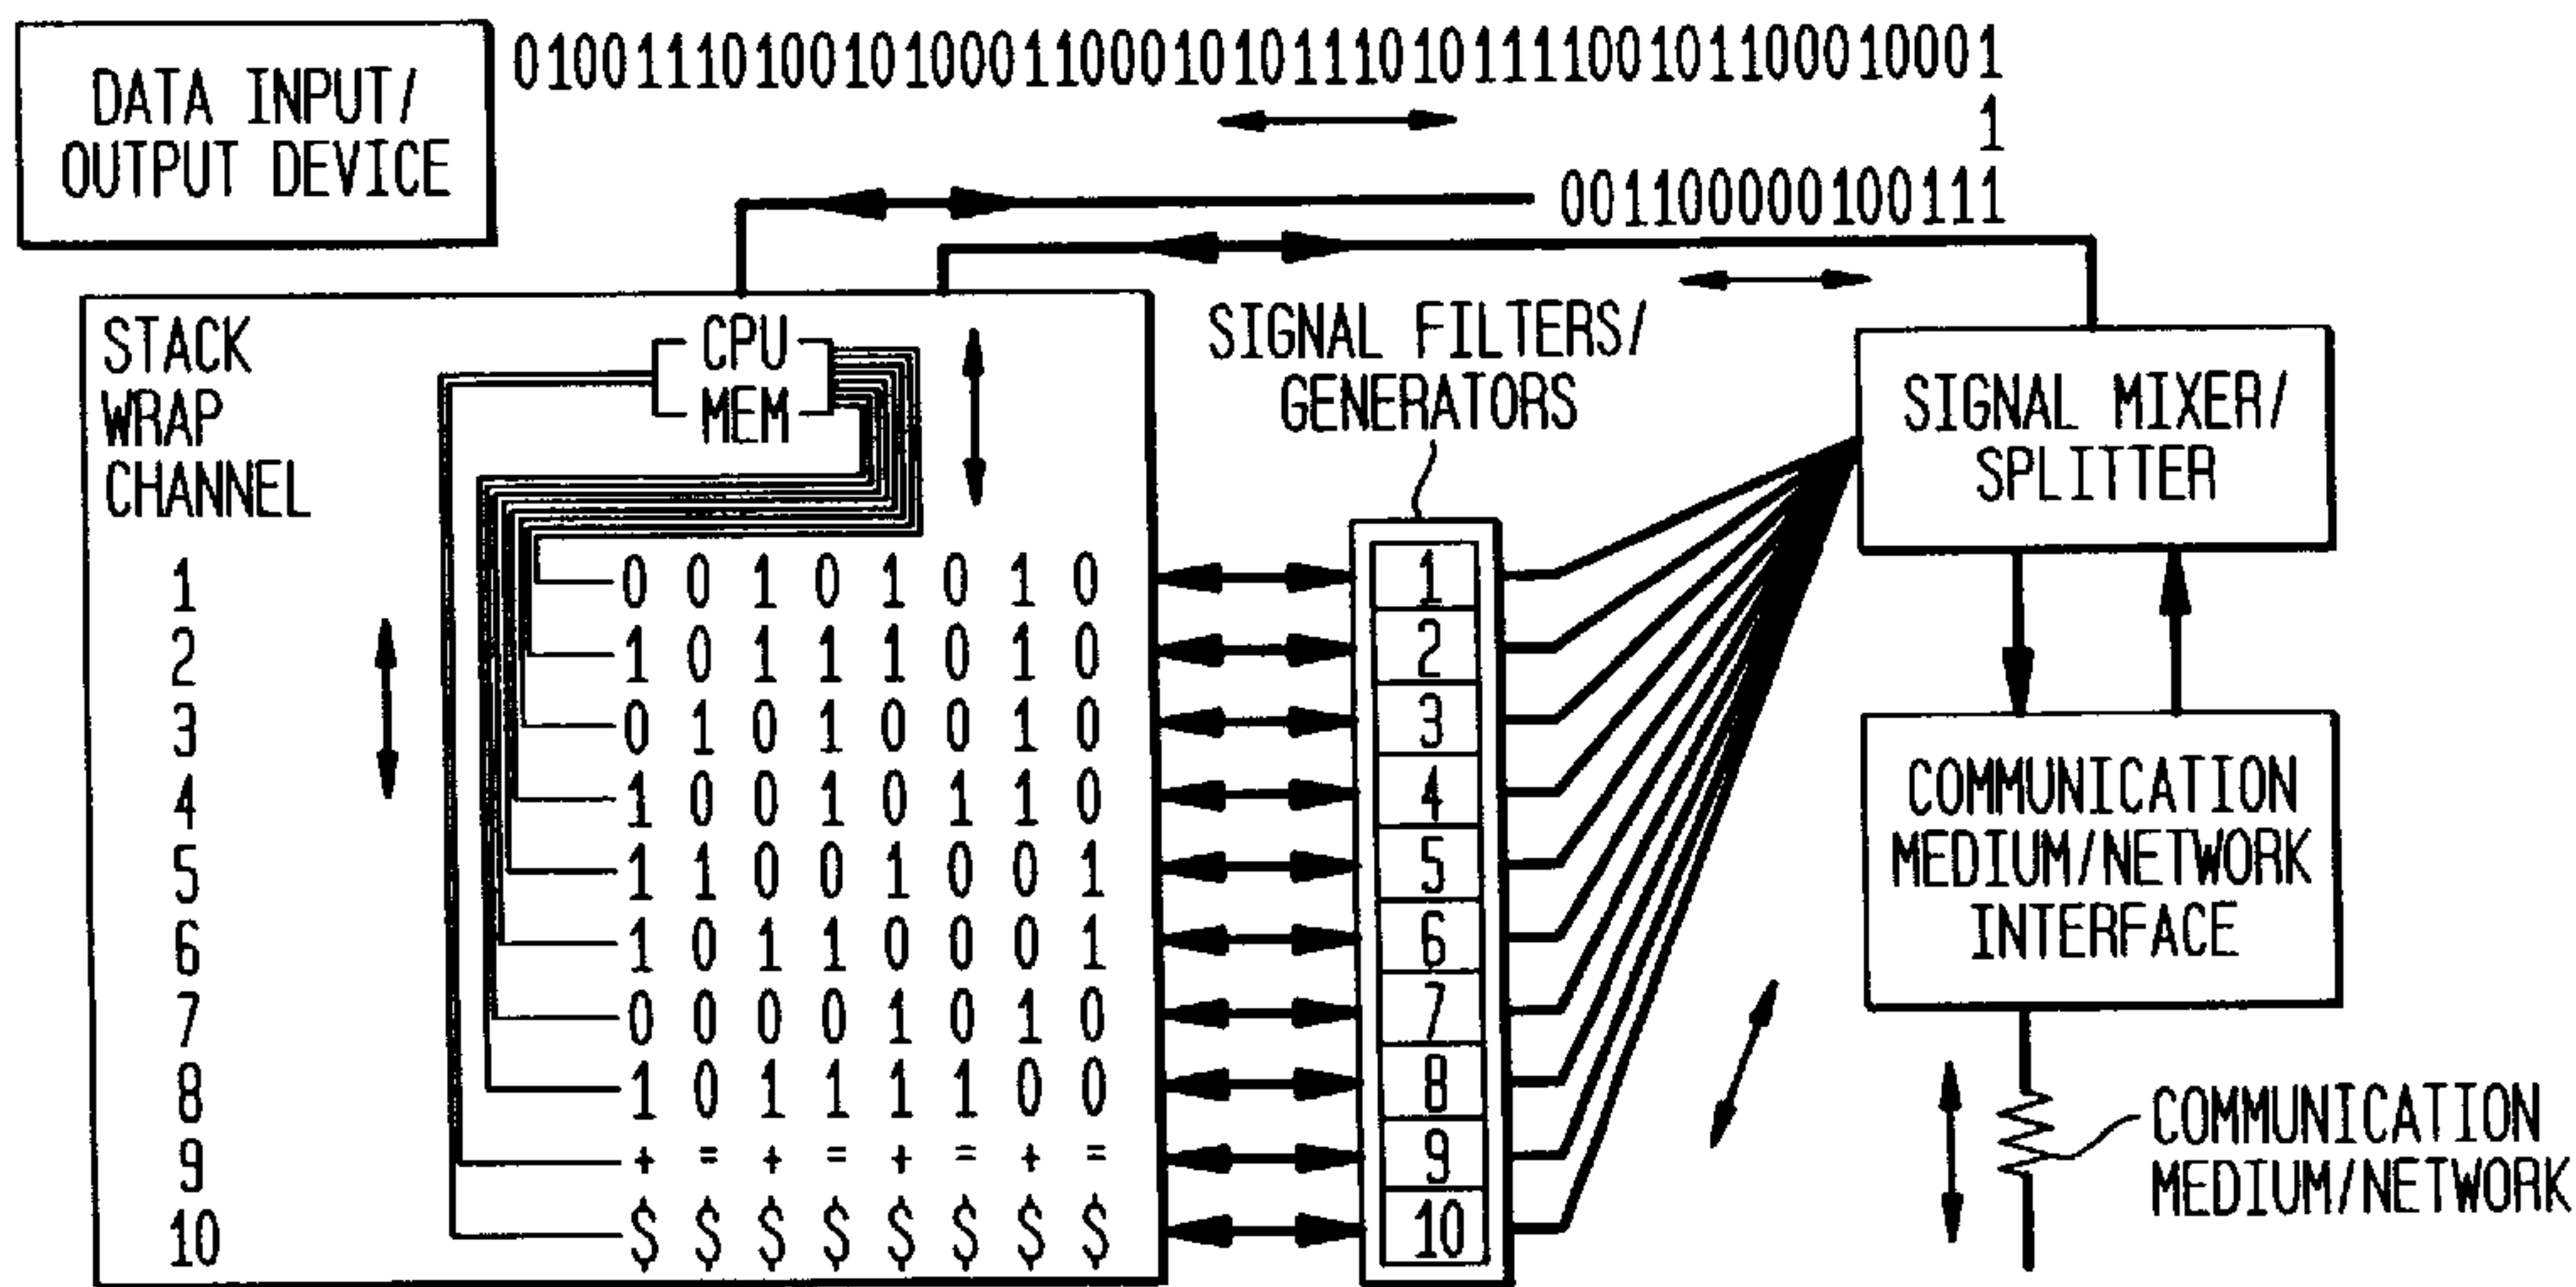 DATA INPUT/
OUTPUT DEVICE
01001110100101000110001010111010111100101100010001
1
001100000100111
STACK
WRAP
CHANNEL
CPU
MEM
SIGNAL FILTERS/
GENERATORS
SIGNAL MIXER/
SPLITTER
1 0 0 1 0 1 0 1 0 1
2 1 0 1 1 1 0 1 0 2
3 0 1 0 1 0 0 1 0 3
4 1 0 0 1 0 1 1 0 4
5 1 1 0 0 1 0 0 1 5
6 1 0 1 1 0 0 0 1 6
7 0 0 0 0 1 0 1 0 7
8 1 0 1 1 1 1 0 0 8
9 + = + = + = + = 9
10 $ $ $ $ $ $ $ $ 10
COMMUNICATION
MEDIUM/NETWORK
INTERFACE
COMMUNICATION
MEDIUM/NETWORK